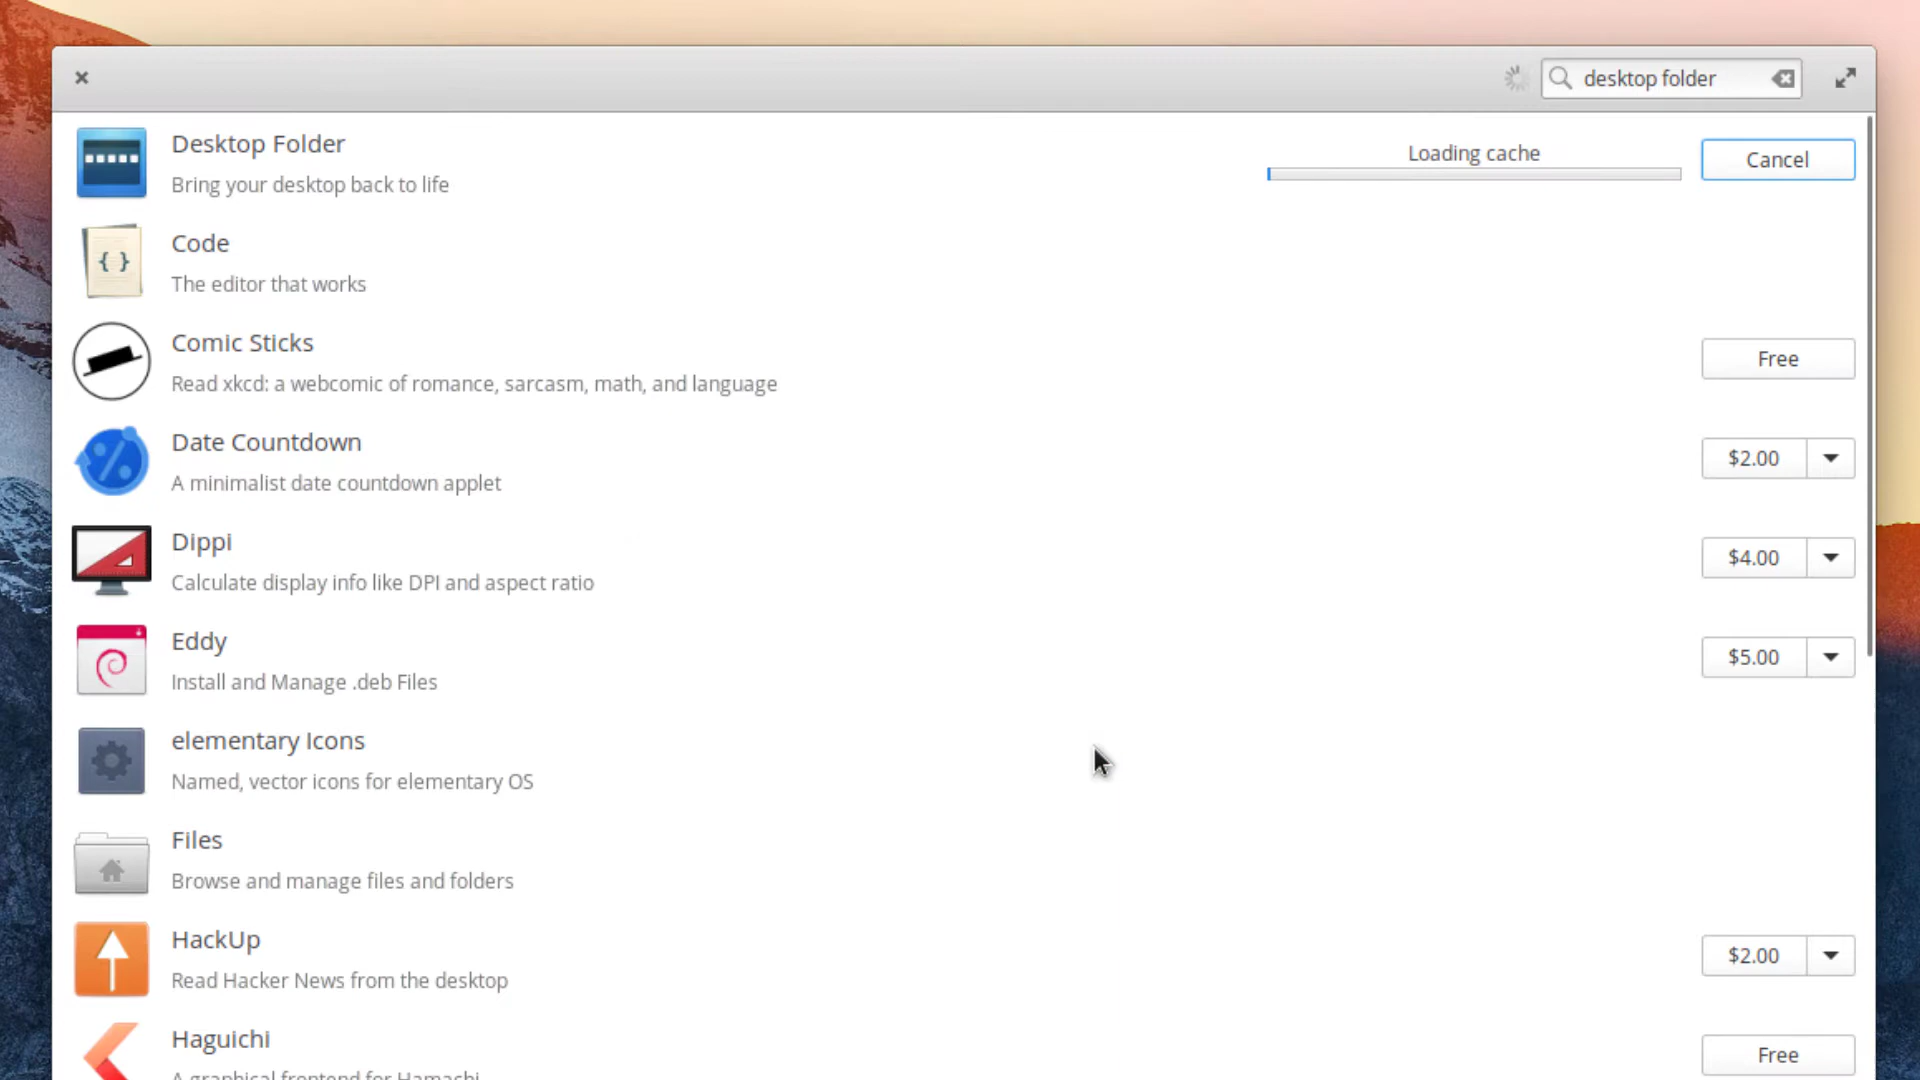 desktop folder
Desktop Folder
Bring your desktop back to life
Loading cache
Cancel
Code
The editor that works
Comic Sticks
Read xkcd: a webcomic of romance, sarcasm, math, and language
Free
Date Countdown
A minimalist date countdown applet
$2.00
Dippi
Calculate display info like DPI and aspect ratio
$4.00
Eddy
Install and Manage .deb Files
$5.00
elementary Icons
Named, vector icons for elementary OS
Files
Browse and manage files and folders
HackUp
Read Hacker News from the desktop
$2.00
Haguichi
A graphical frontend for Hamachi
Free